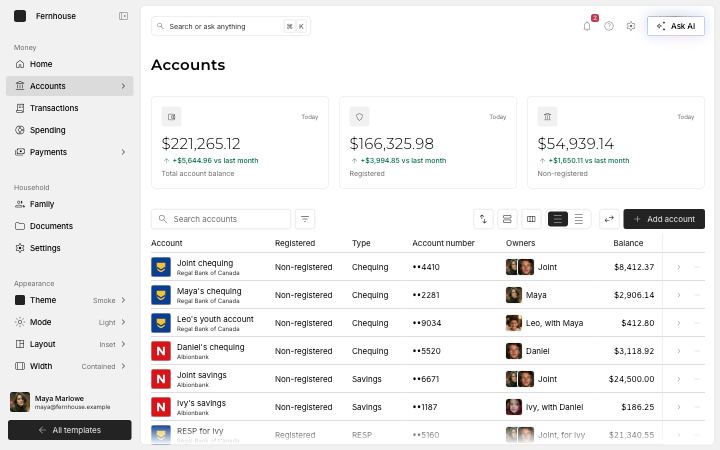 Fernhouse
Money
Home
Accounts
Transactions
Spending
Payments
Household
Family
Documents
Settings
Appearance
Theme Smoke
Mode Light
Layout Inset
Width Contained
Maya Marlowe
maya@fernhouse.example
All templates
Search or ask anything ⌘ K
2
Ask AI
Accounts
Today
$221,265.12
+$5,644.96 vs last month
Total account balance
Today
$166,325.98
+$3,994.85 vs last month
Registered
Today
$54,939.14
+$1,650.11 vs last month
Non-registered
Search accounts
Add account
Account Registered Type Account number Owners Balance
Joint chequing Non-registered Chequing ••4410 Joint $8,412.37
Regal Bank of Canada
Maya's chequing Non-registered Chequing ••2281 Maya $2,906.14
Regal Bank of Canada
Leo's youth account Non-registered Chequing ••9034 Leo, with Maya $412.80
Regal Bank of Canada
N Daniel's chequing Non-registered Chequing ••5520 Daniel $3,118.92
Albionbank
N Joint savings Non-registered Savings ••6671 Joint $24,500.00
Albionbank
N Ivy's savings Non-registered Savings ••1187 Ivy, with Daniel $186.25
Albionbank
RESP for Ivy Registered RESP ••5160 Joint, for Ivy $21,340.55
Regal Bank of Canada